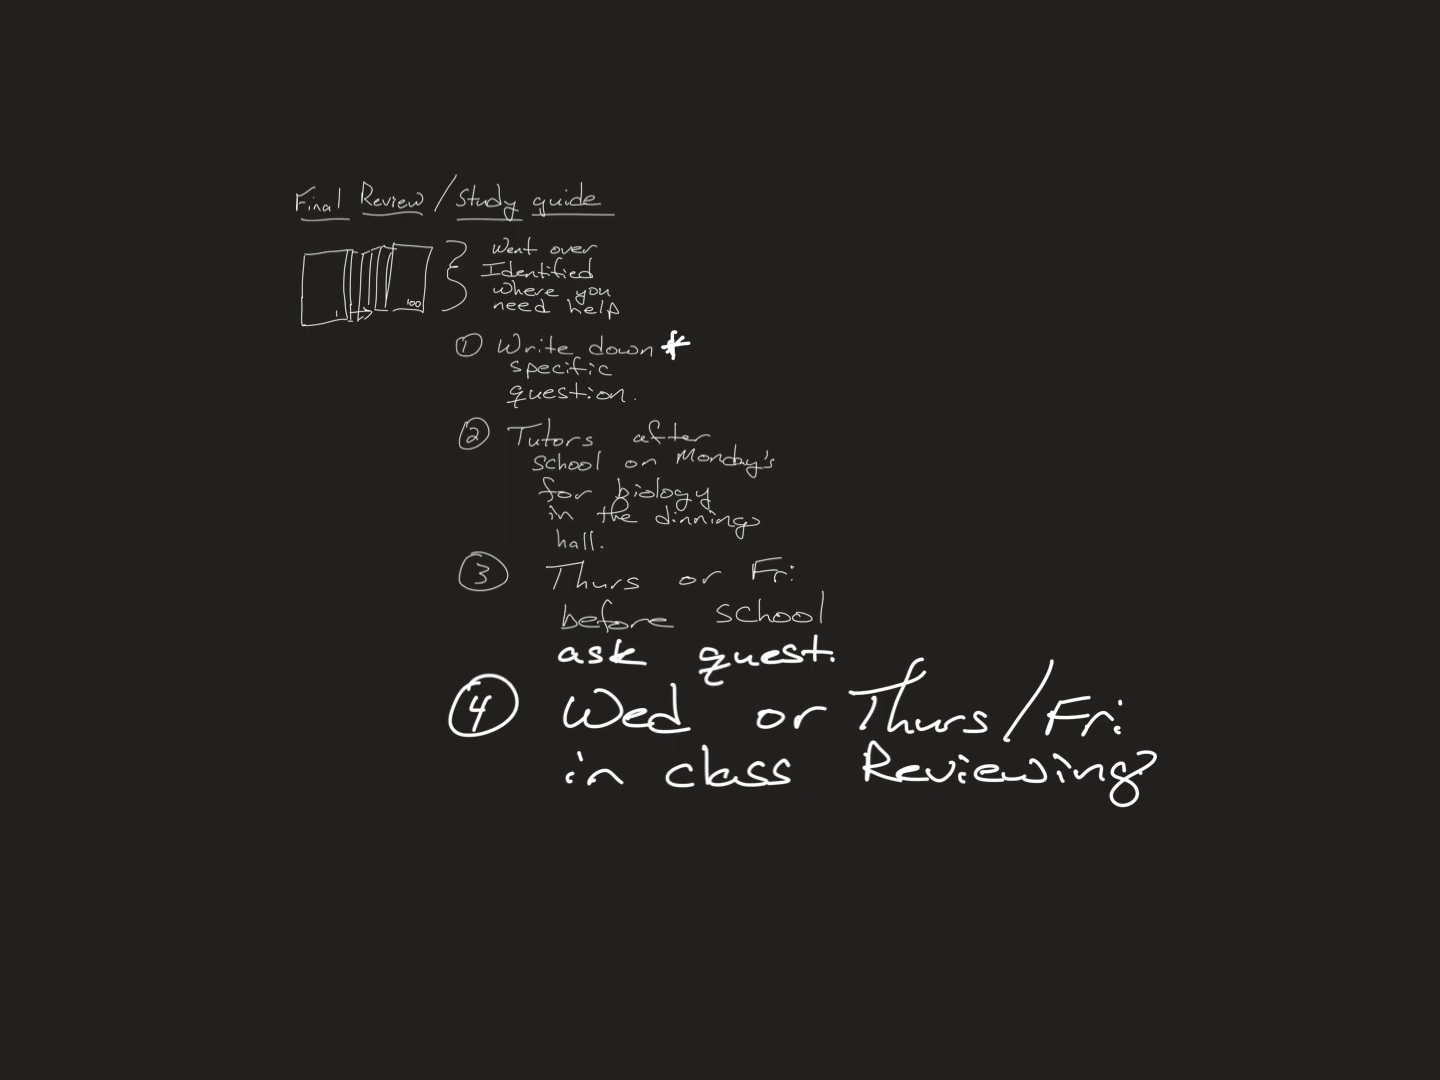 Final Review / Study guide
1 → 100
Went over
Identified
where you
need help
① Write down *
specific
question.
② Tutors after
school on Monday's
for biology
in the dinning
hall.
③ Thurs or Fri
before school
ask quest.
④ Wed or Thurs/Fri
in class Reviewing